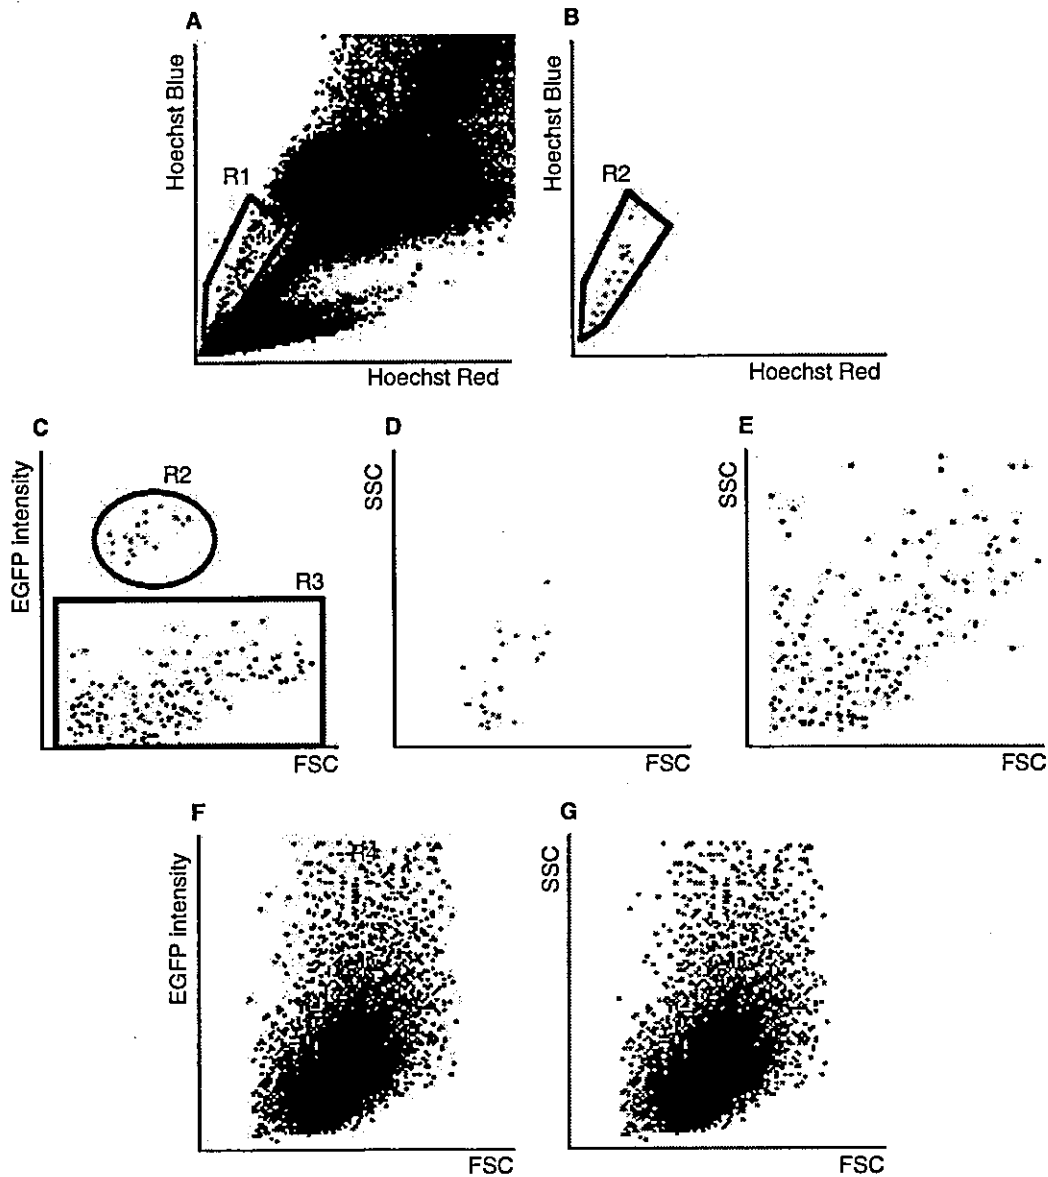 A
Hoechst Blue
R1
Hoechst Red
B
Hoechst Blue
R2
Hoechst Red
C
EGFP intensity
R2
R3
FSC
D
SSC
FSC
E
SSC
FSC
F
EGFP intensity
R4
FSC
G
SSC
FSC